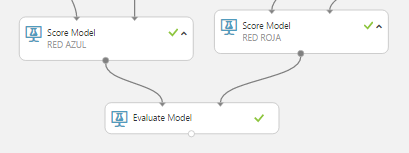 Score Model
RED AZUL
Score Model
RED ROJA
Evaluate Model